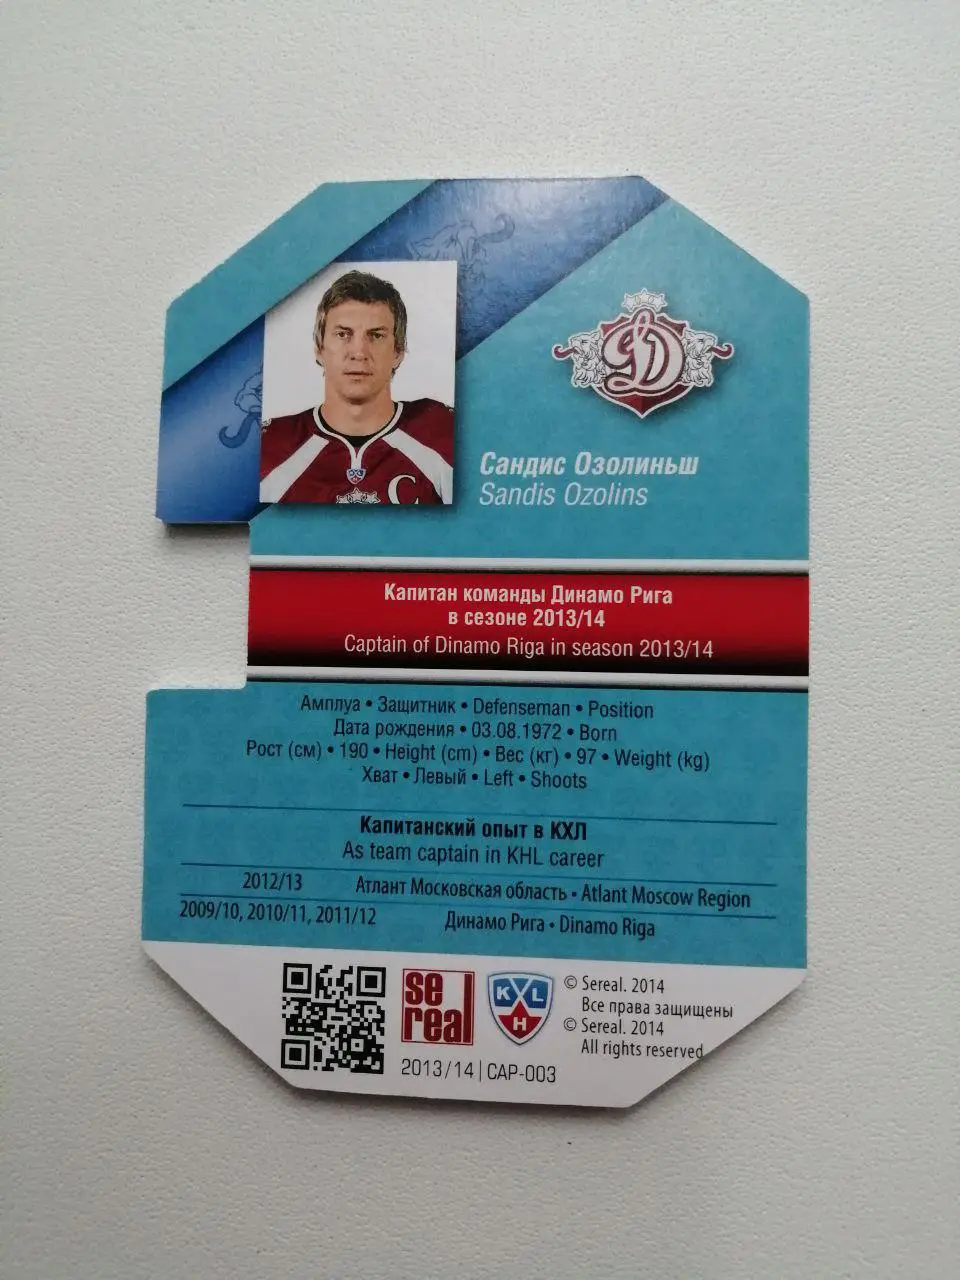 Сандис Озолиньш
Sandis Ozolins
C
Капитан команды Динамо Рига
в сезоне 2013/14
Captain of Dinamo Riga in season 2013/14
Амплуа • Защитник • Defenseman • Position
Дата рождения • 03.08.1972 • Born
Рост (см) • 190 • Height (cm) • Вес (кг) • 97 • Weight (kg)
Хват • Левый • Left • Shoots
Капитанский опыт в КХЛ
As team captain in KHL career
2012/13 Атлант Московская область • Atlant Moscow Region
2009/10, 2010/11, 2011/12 Динамо Рига • Dinamo Riga
se
real
KXL
H
© Sereal. 2014
Все права защищены
© Sereal. 2014
All rights reserved
2013/14 | CAP-003